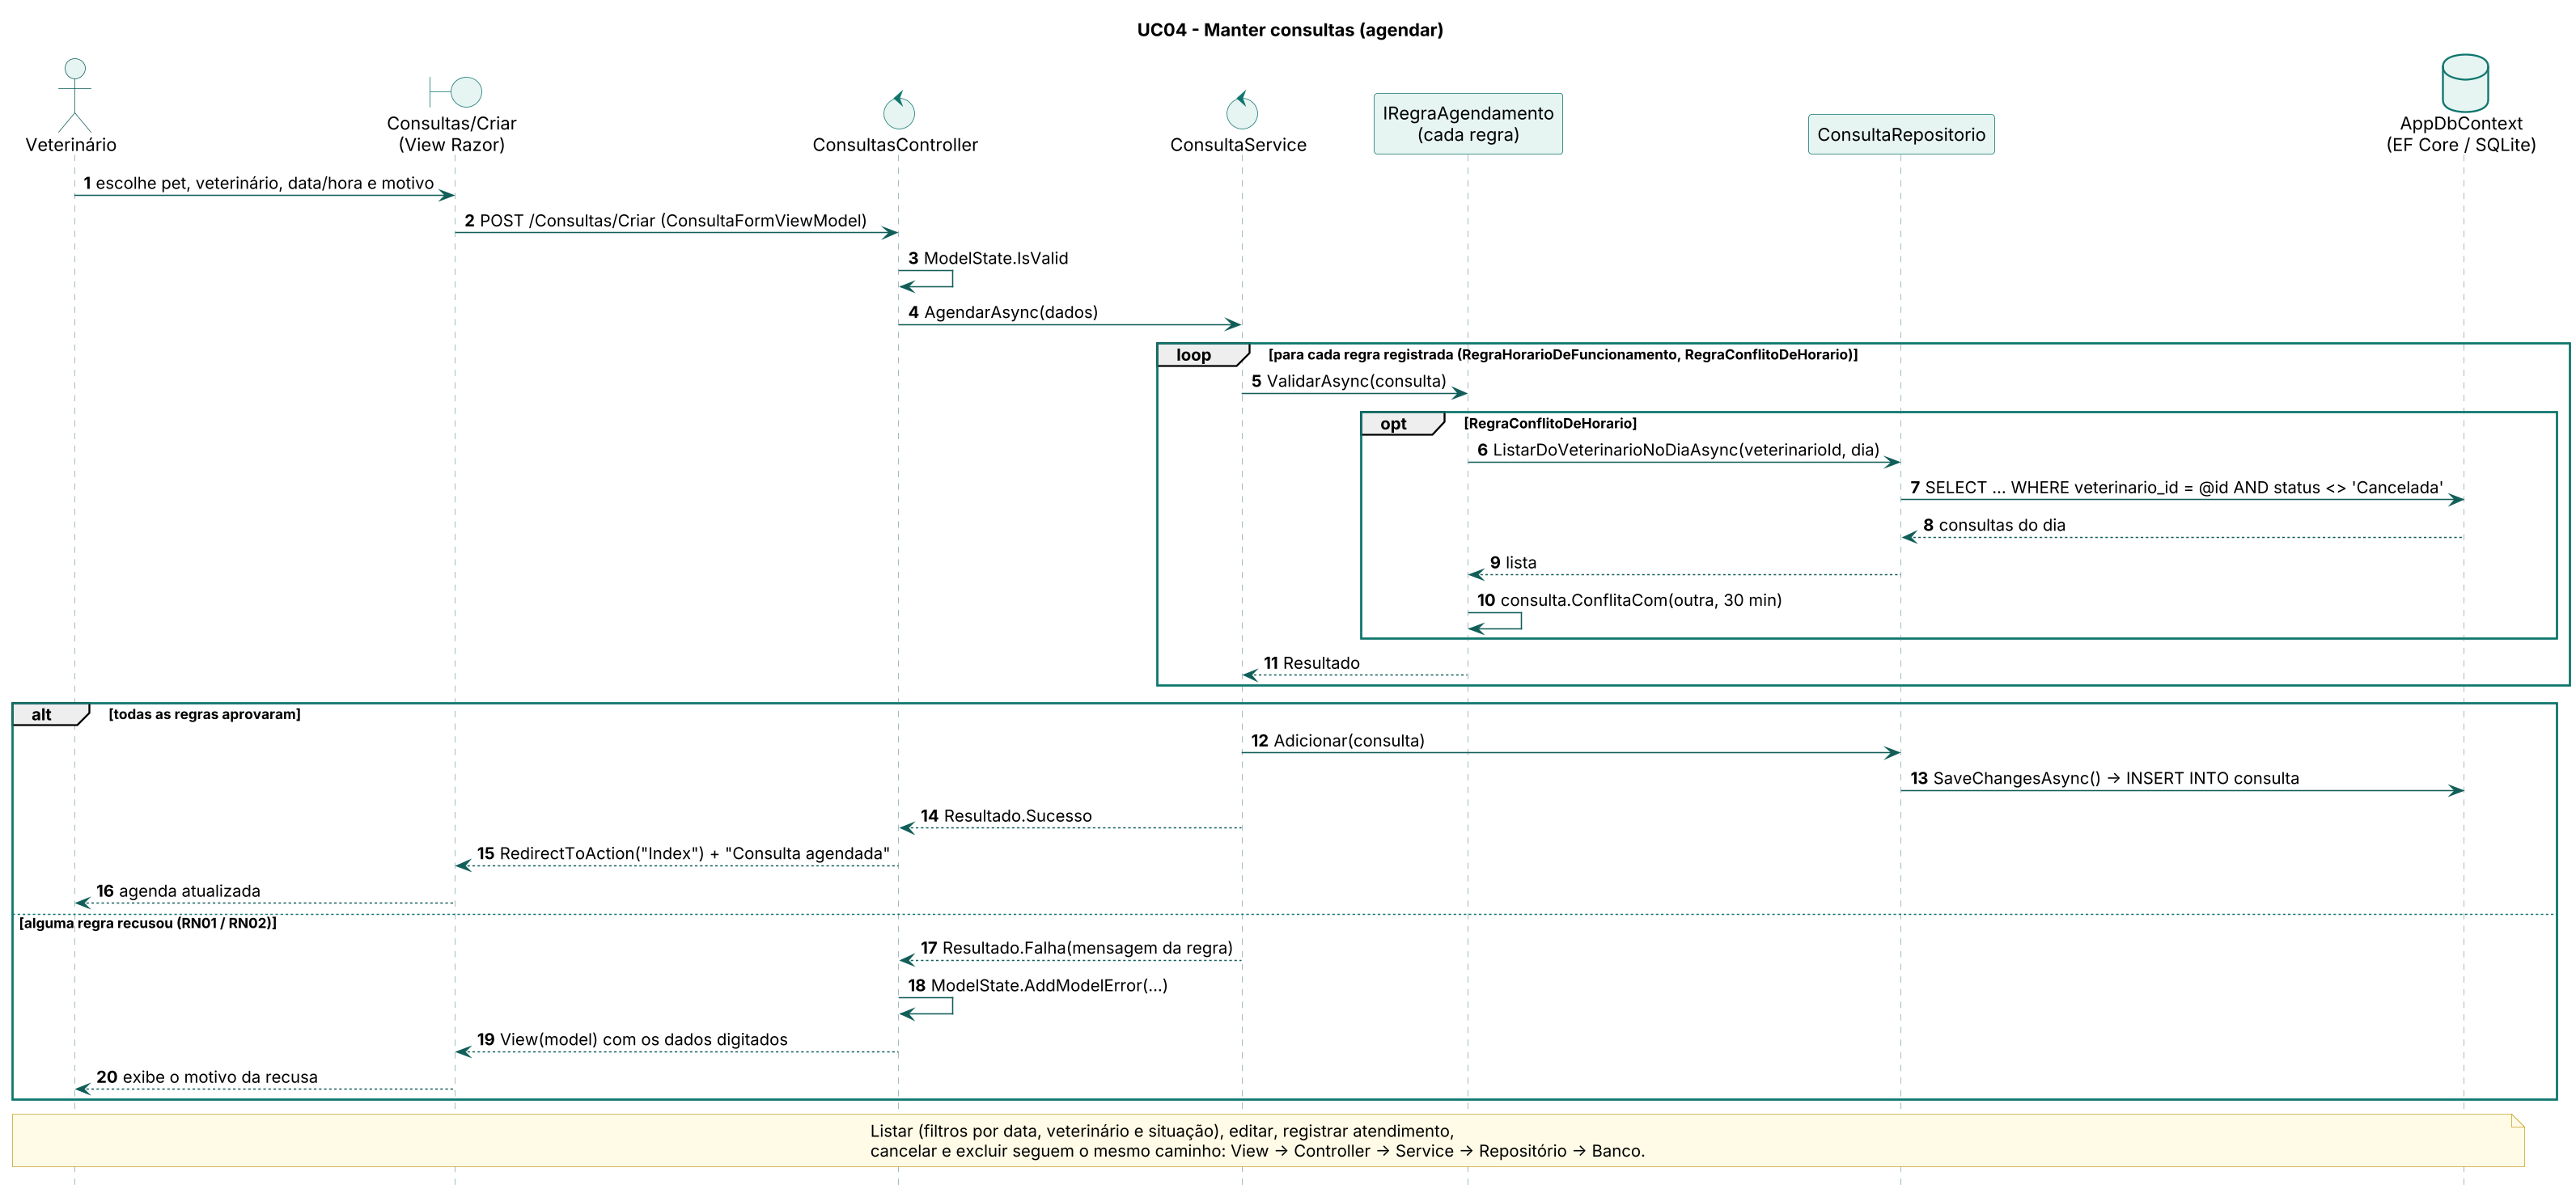 UC04 - Manter consultas (agendar)
Veterinário
Consultas/Criar
(View Razor)
ConsultasController
ConsultaService
IRegraAgendamento
(cada regra)
ConsultaRepositorio
AppDbContext
(EF Core / SQLite)
1 escolhe pet, veterinário, data/hora e motivo
2 POST /Consultas/Criar (ConsultaFormViewModel)
3 ModelState.IsValid
4 AgendarAsync(dados)
loop [para cada regra registrada (RegraHorarioDeFuncionamento, RegraConflitoDeHorario)]
5 ValidarAsync(consulta)
opt [RegraConflitoDeHorario]
6 ListarDoVeterinarioNoDiaAsync(veterinarioId, dia)
7 SELECT ... WHERE veterinario_id = @id AND status <> 'Cancelada'
8 consultas do dia
9 lista
10 consulta.ConflitaCom(outra, 30 min)
11 Resultado
alt [todas as regras aprovaram]
12 Adicionar(consulta)
13 SaveChangesAsync() → INSERT INTO consulta
14 Resultado.Sucesso
15 RedirectToAction("Index") + "Consulta agendada"
16 agenda atualizada
[alguma regra recusou (RN01 / RN02)]
17 Resultado.Falha(mensagem da regra)
18 ModelState.AddModelError(...)
19 View(model) com os dados digitados
20 exibe o motivo da recusa
Listar (filtros por data, veterinário e situação), editar, registrar atendimento,
cancelar e excluir seguem o mesmo caminho: View → Controller → Service → Repositório → Banco.